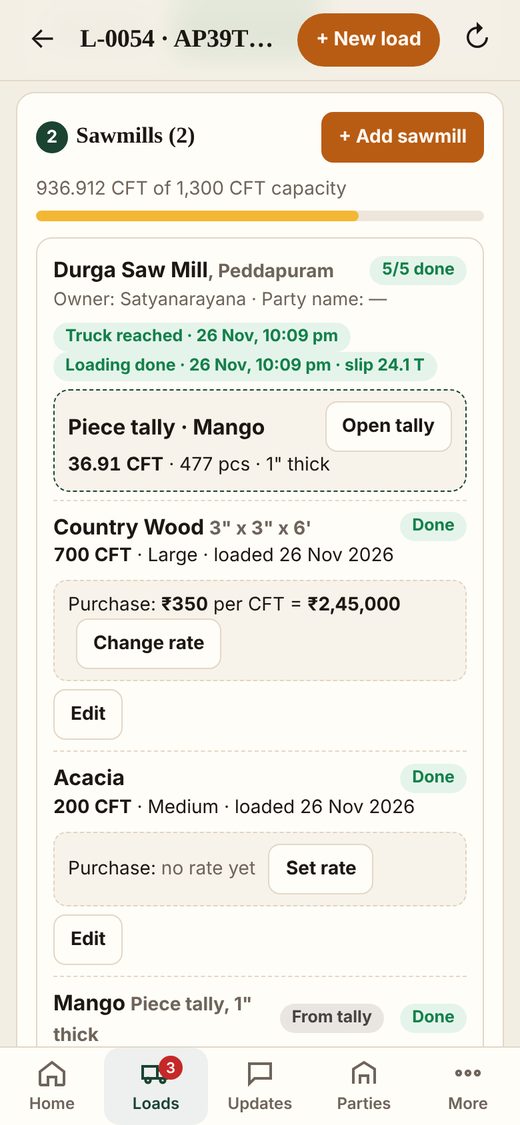 L-0054 · AP39T…
+ New load
2 Sawmills (2)
+ Add sawmill
936.912 CFT of 1,300 CFT capacity
Durga Saw Mill, Peddapuram
5/5 done
Owner: Satyanarayana · Party name: —
Truck reached · 26 Nov, 10:09 pm
Loading done · 26 Nov, 10:09 pm · slip 24.1 T
Piece tally · Mango
Open tally
36.91 CFT · 477 pcs · 1" thick
Country Wood 3" x 3" x 6'
Done
700 CFT · Large · loaded 26 Nov 2026
Purchase: ₹350 per CFT = ₹2,45,000
Change rate
Edit
Acacia
Done
200 CFT · Medium · loaded 26 Nov 2026
Purchase: no rate yet
Set rate
Edit
Mango Piece tally, 1"
thick
From tally
Done
3
Home
Loads
Updates
Parties
More